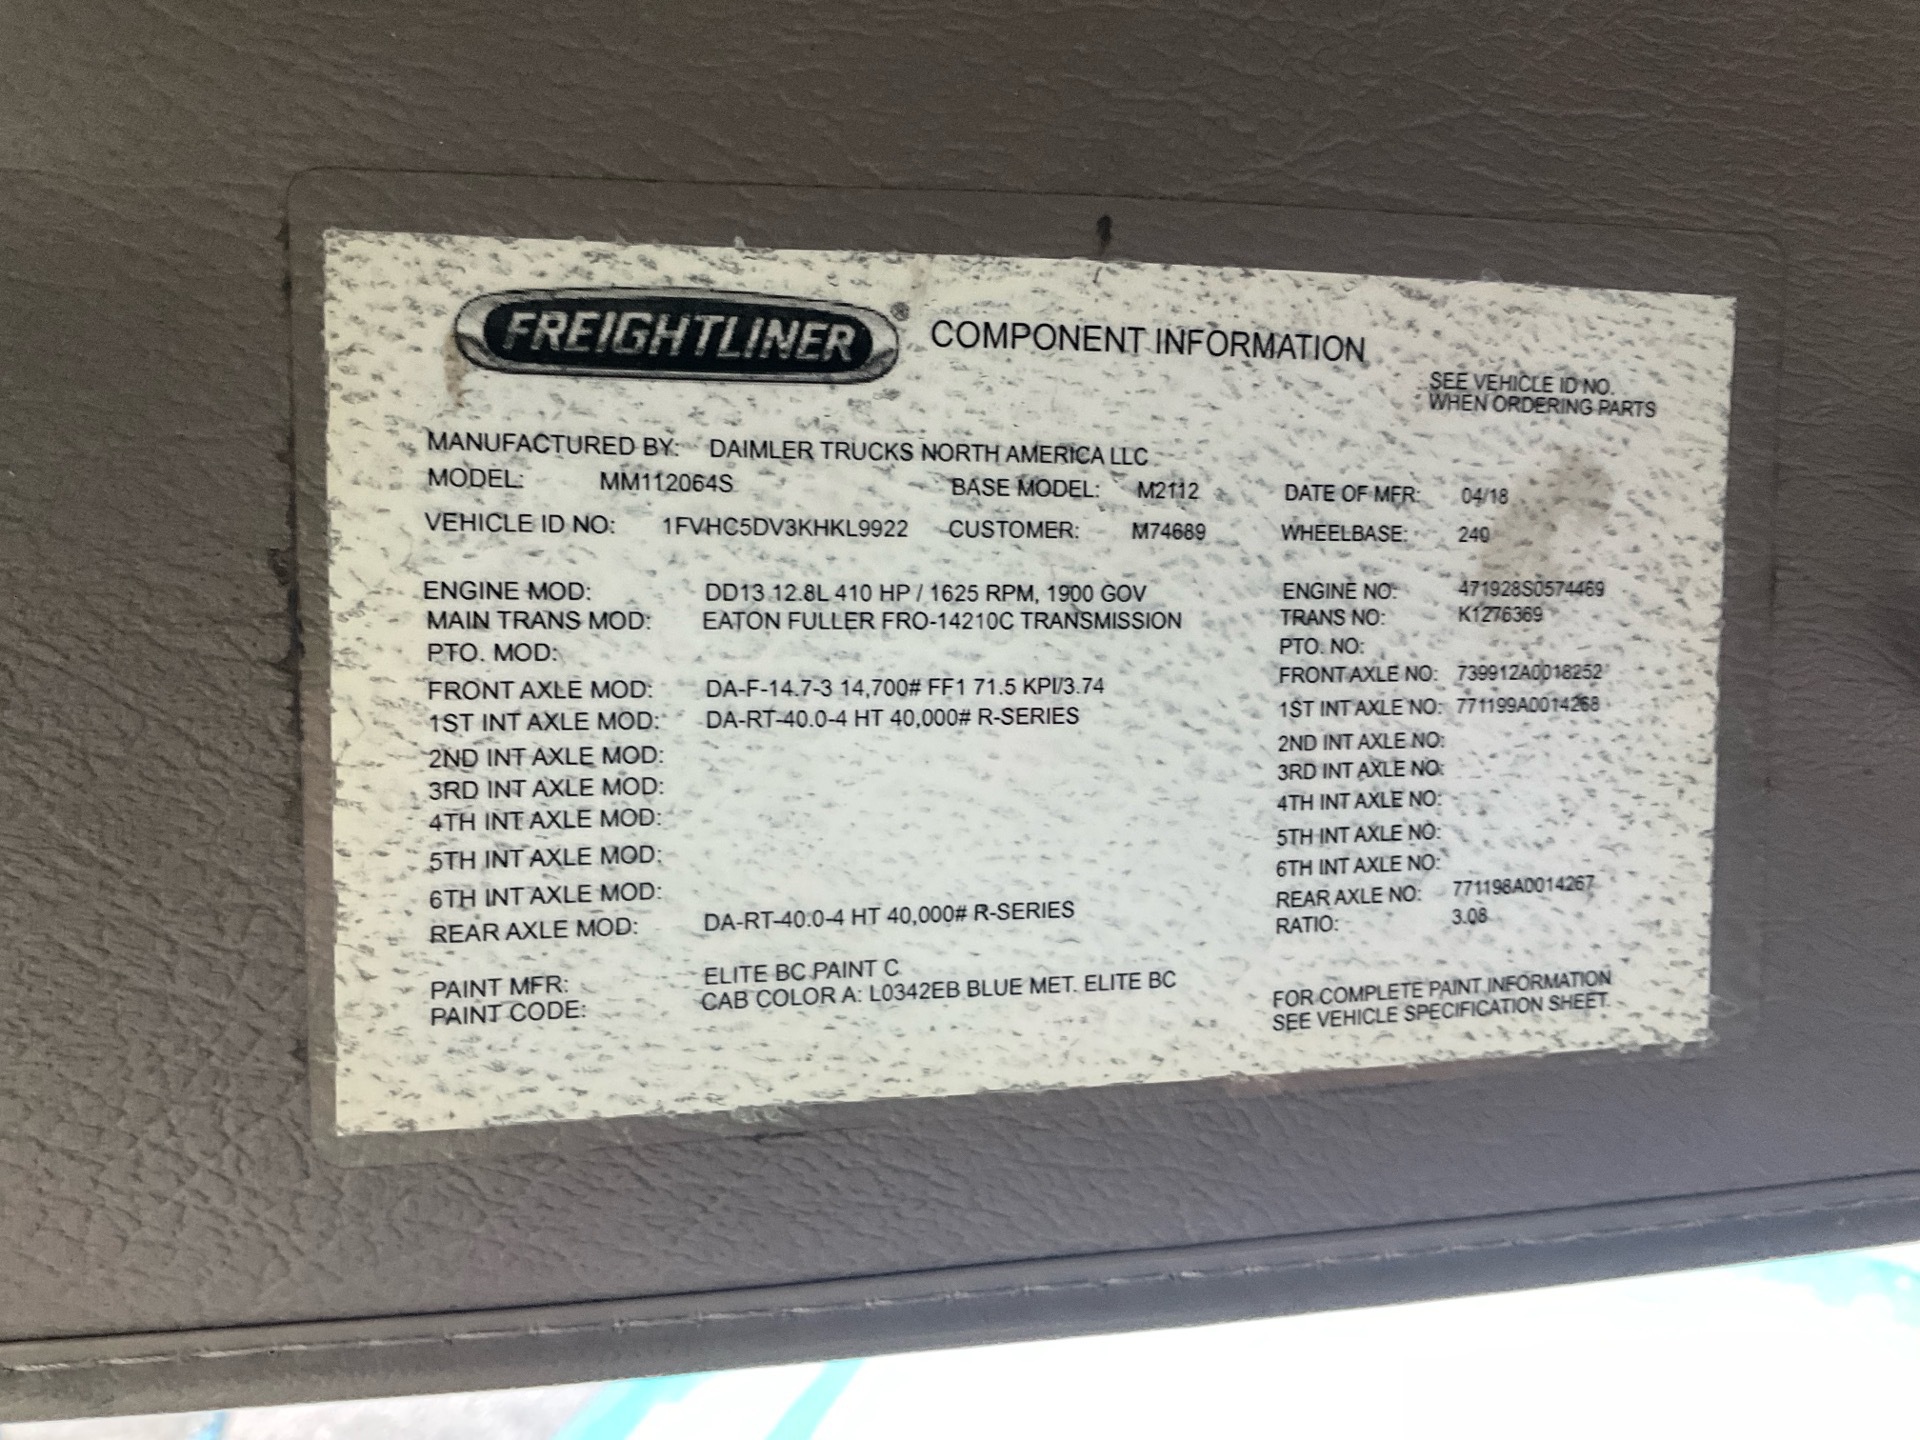 FREIGHTLINER® COMPONENT INFORMATION
SEE VEHICLE ID NO.
WHEN ORDERING PARTS
MANUFACTURED BY: DAIMLER TRUCKS NORTH AMERICA LLC
MODEL: MM112064S BASE MODEL: M2112 DATE OF MFR: 04/18
VEHICLE ID NO: 1FVHC5DV3KHKL9922 CUSTOMER: M74689 WHEELBASE: 240
ENGINE MOD: DD13 12.8L 410 HP / 1625 RPM, 1900 GOV ENGINE NO: 471928S0574469
MAIN TRANS MOD: EATON FULLER FRO-14210C TRANSMISSION TRANS NO: K1276369
PTO. MOD: PTO. NO:
FRONT AXLE MOD: DA-F-14.7-3 14,700# FF1 71.5 KPI/3.74 FRONT AXLE NO: 739912A0018252
1ST INT AXLE MOD: DA-RT-40.0-4 HT 40,000# R-SERIES 1ST INT AXLE NO: 771199A0014268
2ND INT AXLE MOD: 2ND INT AXLE NO:
3RD INT AXLE MOD: 3RD INT AXLE NO:
4TH INT AXLE MOD: 4TH INT AXLE NO:
5TH INT AXLE MOD: 5TH INT AXLE NO:
6TH INT AXLE MOD: 6TH INT AXLE NO:
REAR AXLE MOD: DA-RT-40.0-4 HT 40,000# R-SERIES REAR AXLE NO: 771198A0014267
RATIO: 3.08
PAINT MFR: ELITE BC PAINT C
PAINT CODE: CAB COLOR A: L0342EB BLUE MET. ELITE BC
FOR COMPLETE PAINT INFORMATION
SEE VEHICLE SPECIFICATION SHEET.